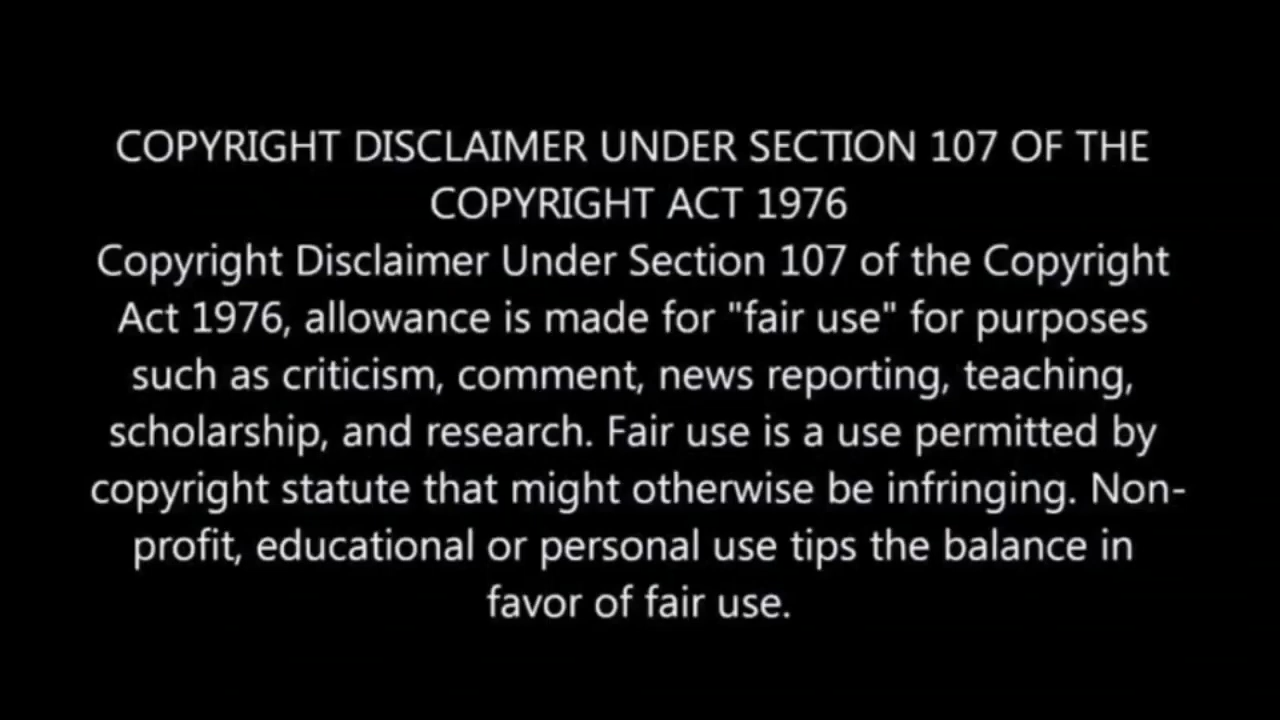 COPYRIGHT DISCLAIMER UNDER SECTION 107 OF THE
COPYRIGHT ACT 1976
Copyright Disclaimer Under Section 107 of the Copyright
Act 1976, allowance is made for "fair use" for purposes
such as criticism, comment, news reporting, teaching,
scholarship, and research. Fair use is a use permitted by
copyright statute that might otherwise be infringing. Non-
profit, educational or personal use tips the balance in
favor of fair use.